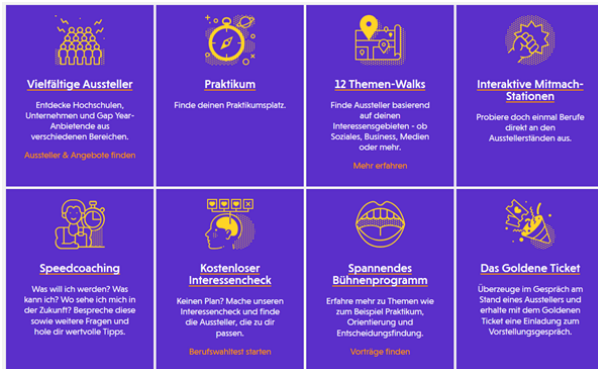 Vielfältige Aussteller
Entdecke Hochschulen,
Unternehmen und Gap Year-
Anbietende aus
verschiedenen Bereichen.
Aussteller & Angebote finden
Praktikum
Finde deinen Praktikumsplatz.
12 Themen-Walks
Finde Aussteller basierend
auf deinen
Interessensgebieten - ob
Soziales, Business, Medien
oder mehr.
Mehr erfahren
Interaktive Mitmach-
Stationen
Probiere doch einmal Berufe
direkt an den
Ausstellerständen aus.
Speedcoaching
Was will ich werden? Was
kann ich? Wo sehe ich mich in
der Zukunft? Bespreche diese
sowie weitere Fragen und
hole dir wertvolle Tipps.
Kostenloser
Interessencheck
Keinen Plan? Mache unseren
Interessencheck und finde
die Aussteller, die zu dir
passen.
Berufswahltest starten
Spannendes
Bühnenprogramm
Erfahre mehr zu Themen wie
zum Beispiel Praktikum,
Orientierung und
Entscheidungsfindung.
Vorträge finden
Das Goldene Ticket
Überzeuge im Gespräch am
Stand eines Ausstellers und
erhalte mit dem Goldenen
Ticket eine Einladung zum
Vorstellungsgespräch.